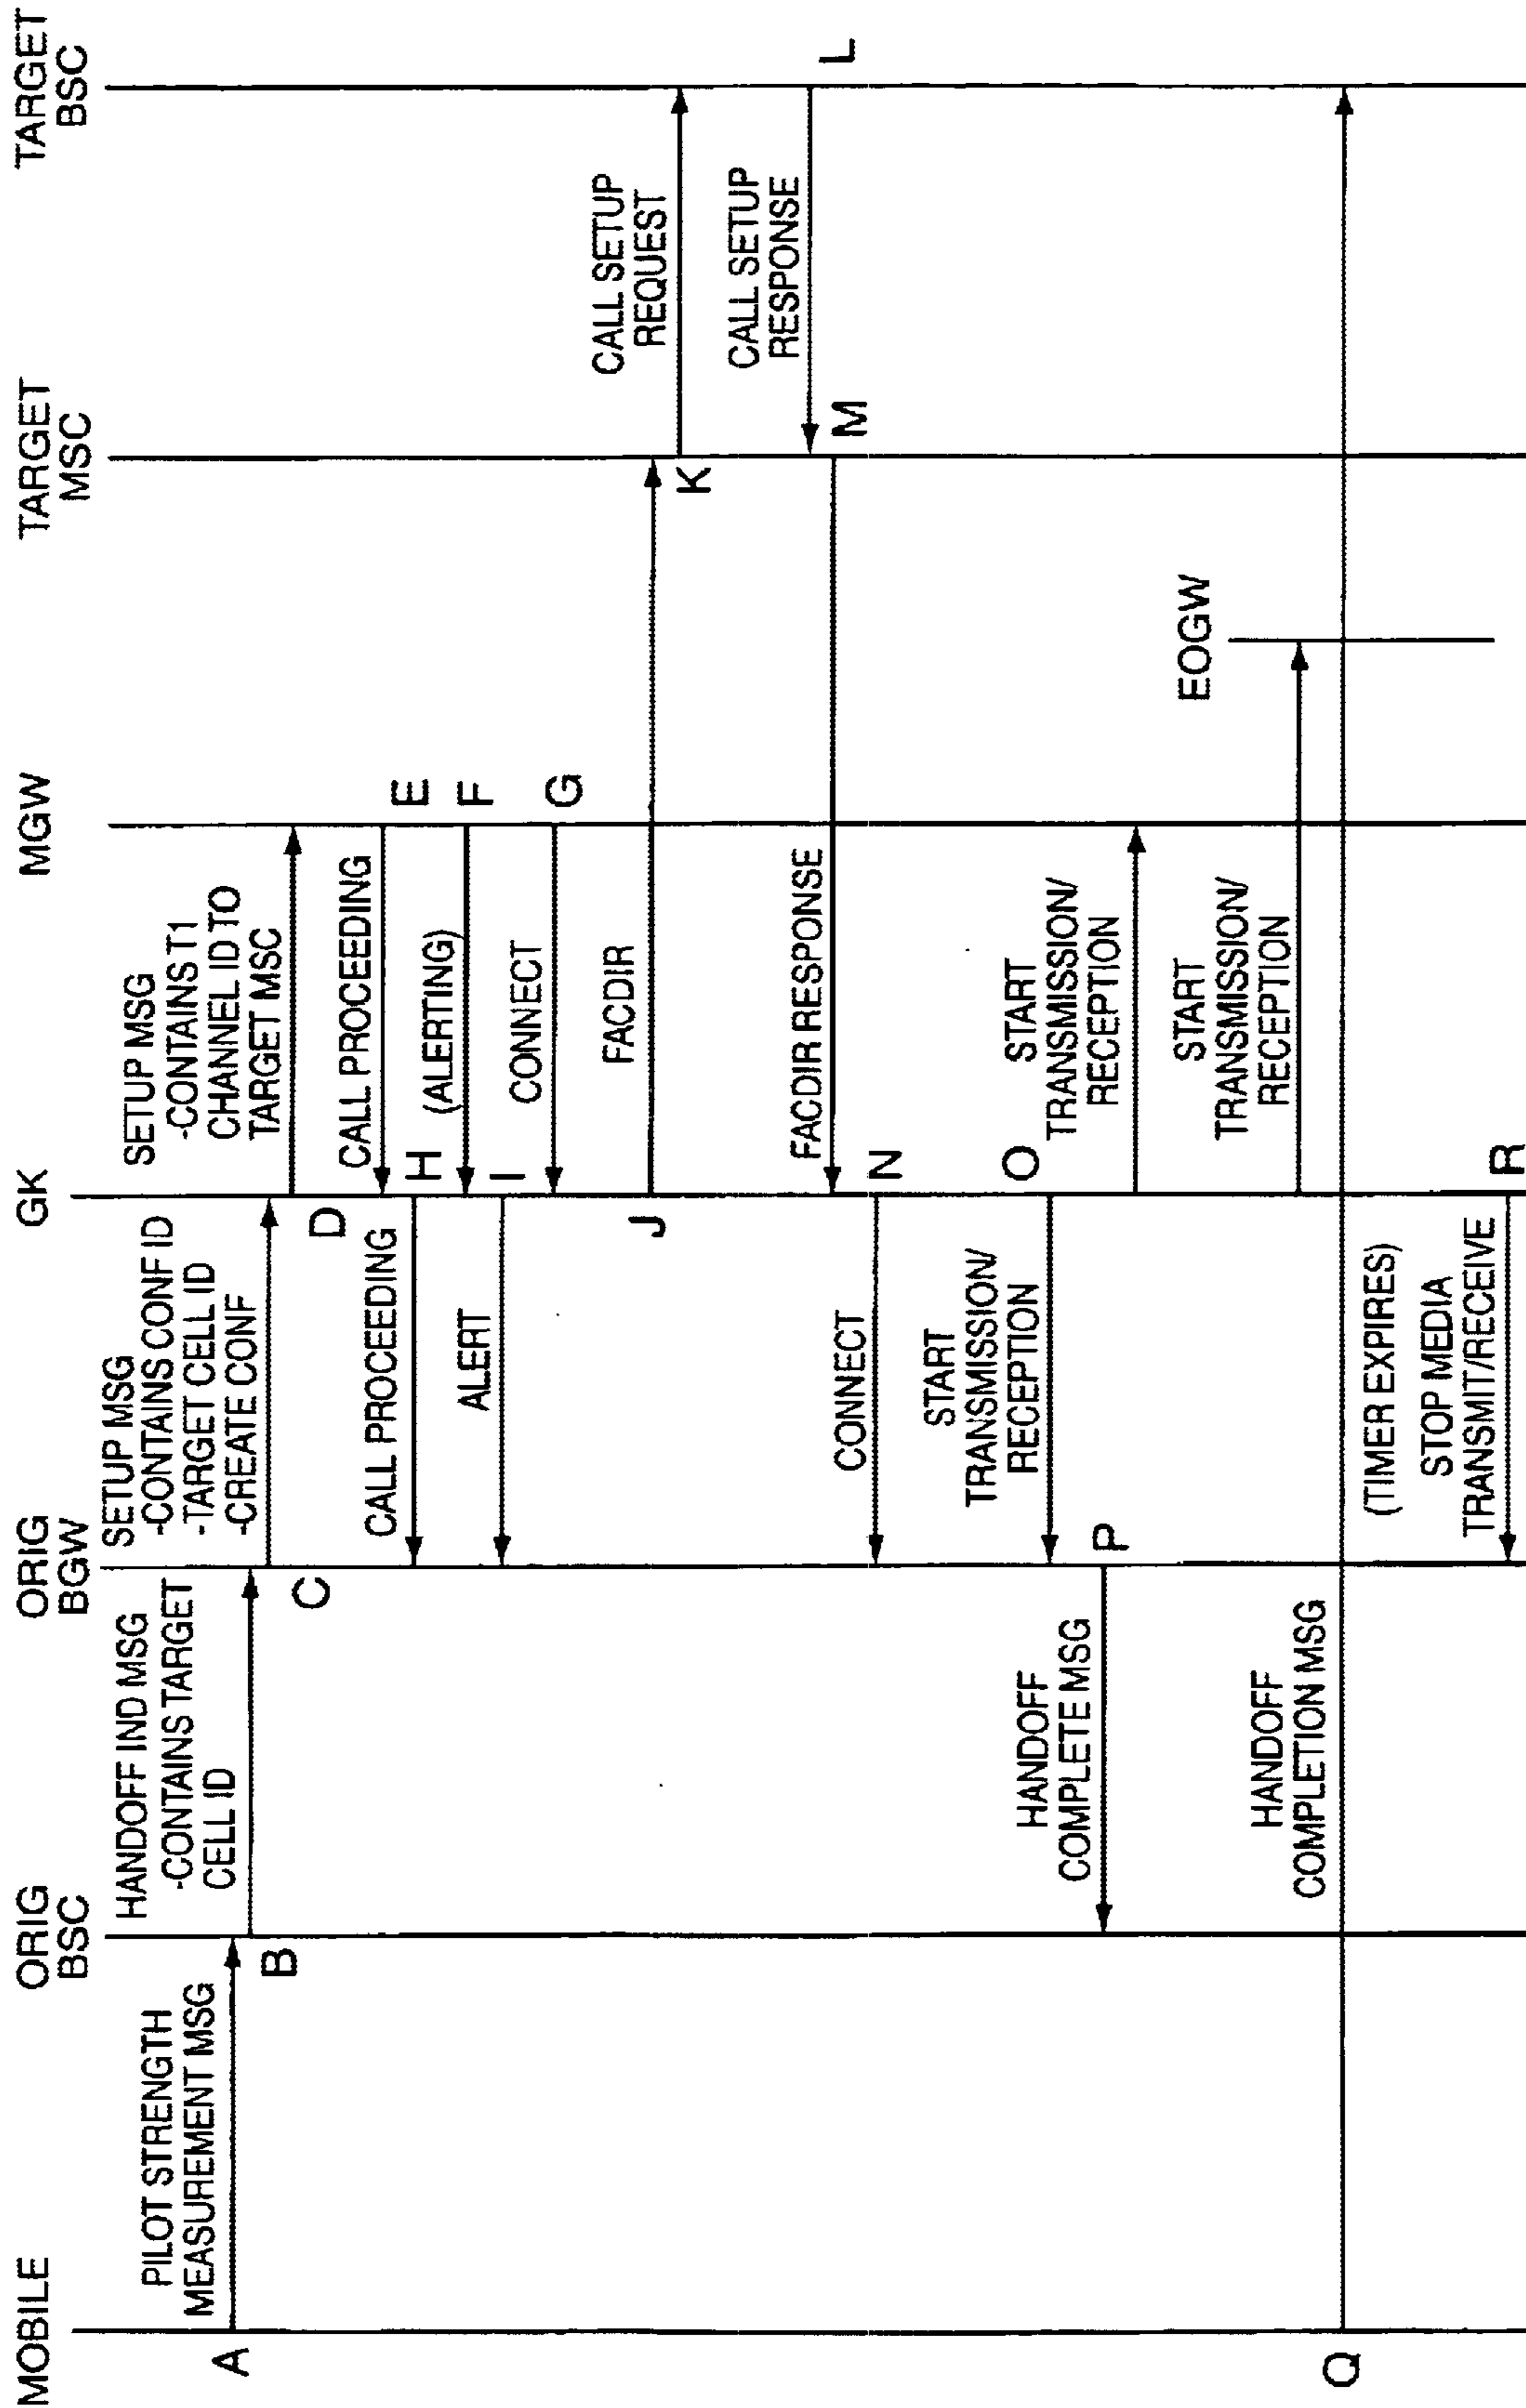 MOBILE
ORIG
BSC
ORIG
BGW
GK
MGW
TARGET
MSC
TARGET
BSC
A
PILOT STRENGTH
MEASUREMENT MSG
B
HANDOFF IND MSG
-CONTAINS TARGET
CELL ID
C
SETUP MSG
-CONTAINS CONF ID
-TARGET CELL ID
-CREATE CONF
D
SETUP MSG
-CONTAINS T1
CHANNEL ID TO
TARGET MSC
CALL PROCEEDING
E
CALL PROCEEDING
H
(ALERTING)
F
ALERT
I
CONNECT
G
FACDIR
J
K
CALL SETUP
REQUEST
CALL SETUP
RESPONSE
L
M
FACDIR RESPONSE
CONNECT
N
START
TRANSMISSION/
RECEPTION
O
START
TRANSMISSION/
RECEPTION
HANDOFF
COMPLETE MSG
P
START
TRANSMISSION/
RECEPTION
EOGW
HANDOFF
COMPLETION MSG
Q
(TIMER EXPIRES)
STOP MEDIA
TRANSMIT/RECEIVE
R